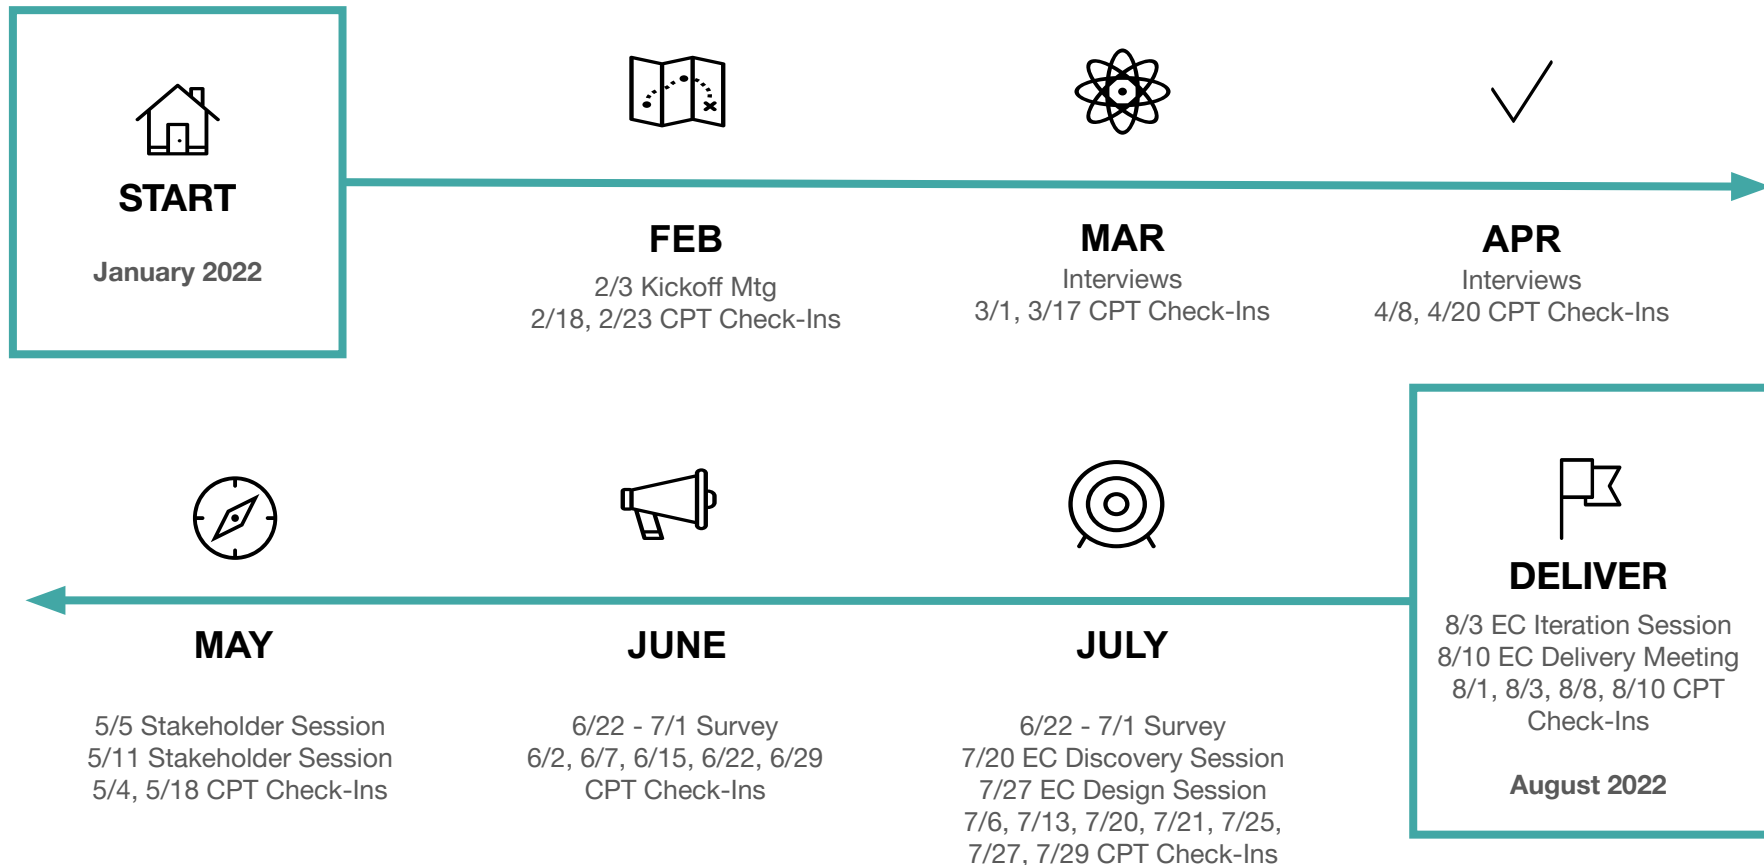 START
January 2022
FEB
2/3 Kickoff Mtg
2/18, 2/23 CPT Check-Ins
MAR
Interviews
3/1, 3/17 CPT Check-Ins
APR
Interviews
4/8, 4/20 CPT Check-Ins
MAY
5/5 Stakeholder Session
5/11 Stakeholder Session
5/4, 5/18 CPT Check-Ins
JUNE
6/22 - 7/1 Survey
6/2, 6/7, 6/15, 6/22, 6/29
CPT Check-Ins
JULY
6/22 - 7/1 Survey
7/20 EC Discovery Session
7/27 EC Design Session
7/6, 7/13, 7/20, 7/21, 7/25,
7/27, 7/29 CPT Check-Ins
DELIVER
8/3 EC Iteration Session
8/10 EC Delivery Meeting
8/1, 8/3, 8/8, 8/10 CPT
Check-Ins
August 2022